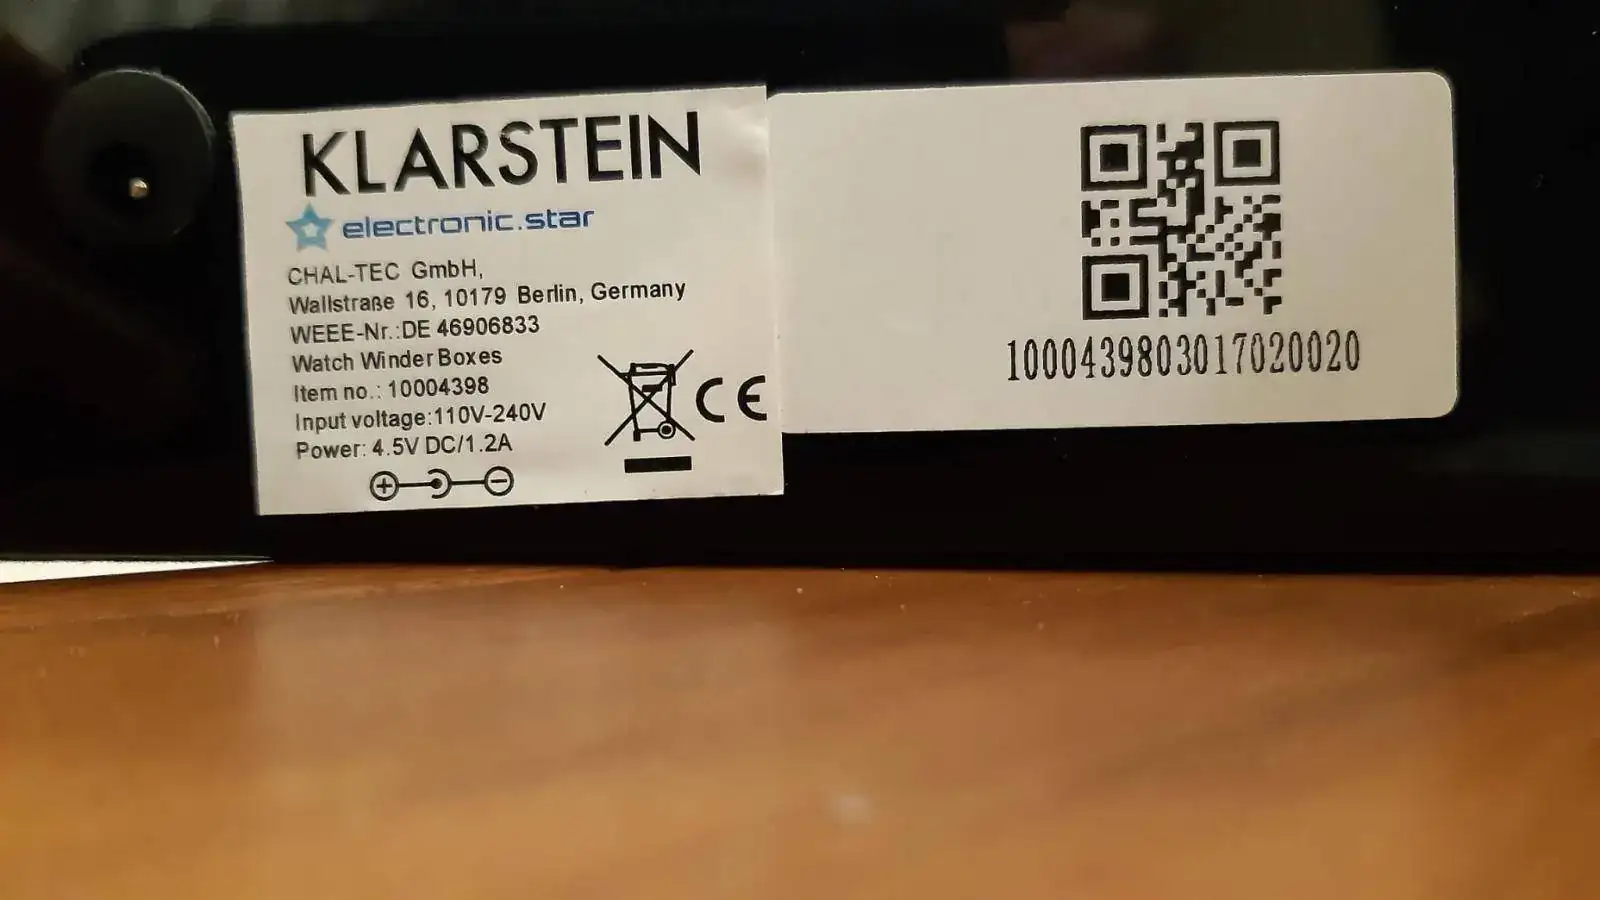 KLARSTEIN
electronic.star
CHAL-TEC GmbH,
Wallstraße 16, 10179 Berlin, Germany
WEEE-Nr.:DE 46906833
Watch Winder Boxes
Item no.: 10004398
Input voltage:110V-240V
Power: 4.5V DC/1.2A
CE
1000439803017020020